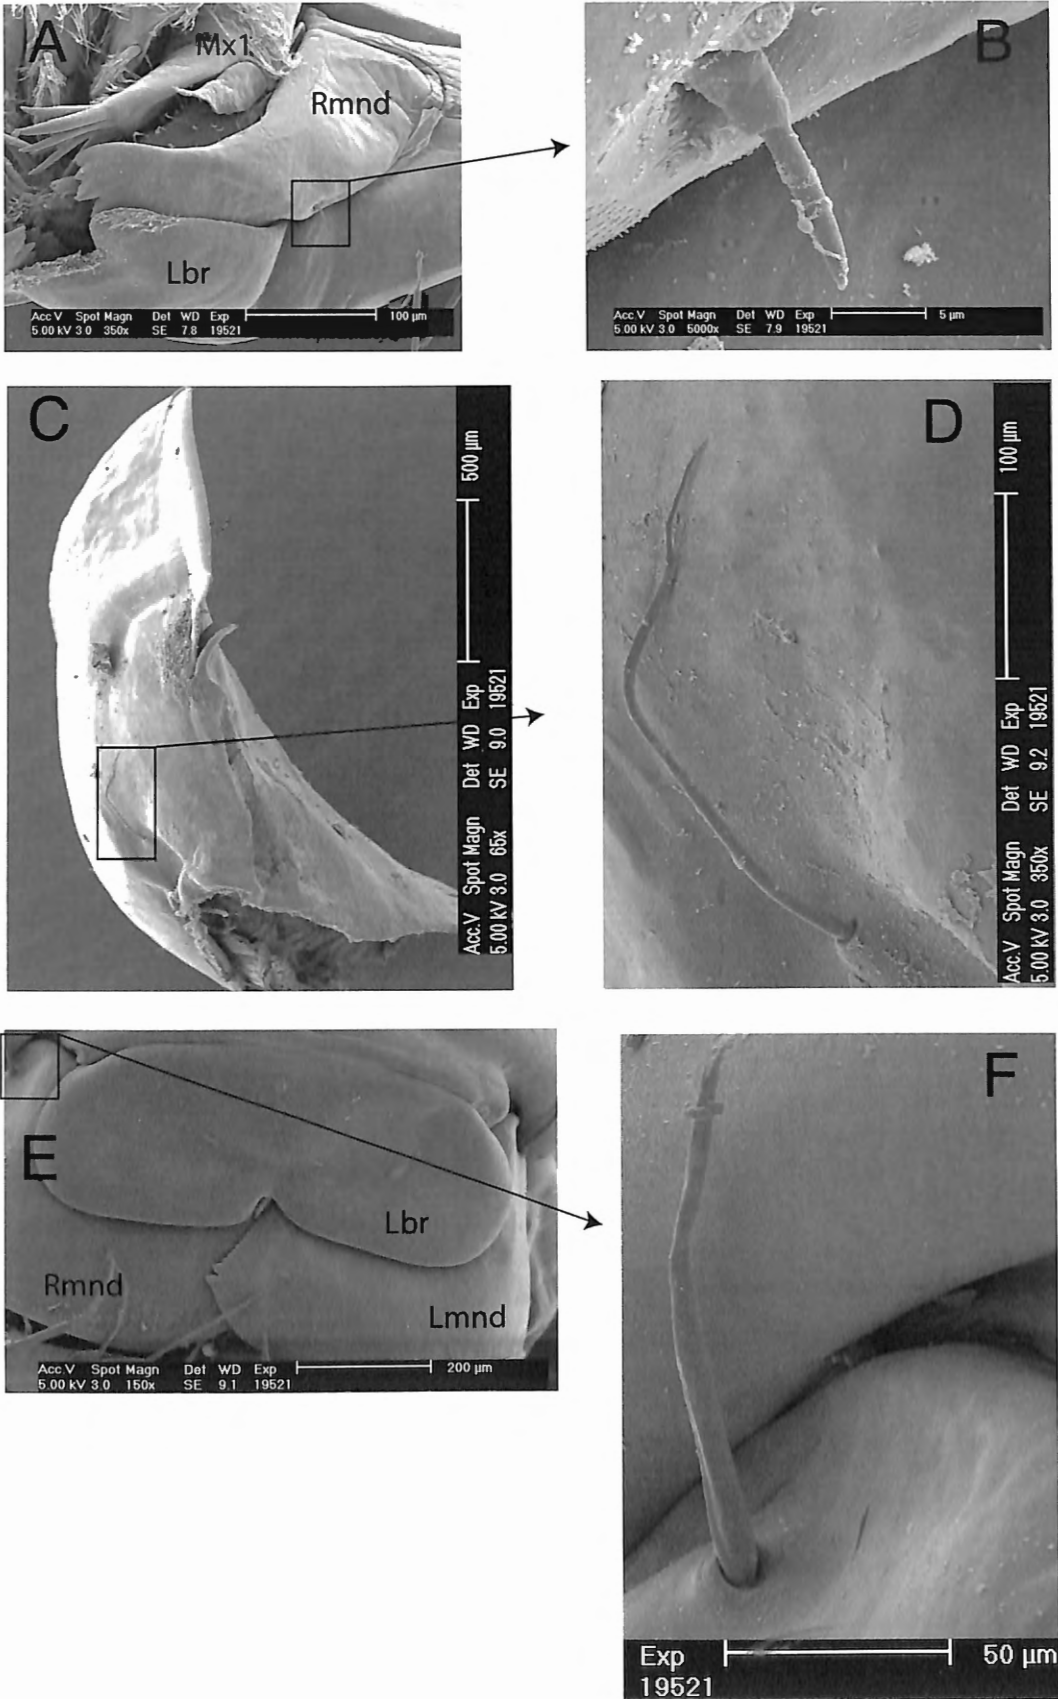 A
Mx1
Rmnd
Lbr
Acc.V Spot Magn Det WD Exp 100 µm
5.00 kV 3.0 350x SE 7.8 19521
B
Acc.V Spot Magn Det WD Exp 5 µm
5.00 kV 3.0 5000x SE 7.9 19521
C
Acc.V Spot Magn Det WD Exp 500 µm
5.00 kV 3.0 65x SE 9.0 19521
D
Acc.V Spot Magn Det WD Exp 100 µm
5.00 kV 3.0 350x SE 9.2 19521
E
Lbr
Rmnd
Lmnd
Acc.V Spot Magn Det WD Exp 200 µm
5.00 kV 3.0 150x SE 9.1 19521
F
Exp 50 µm
19521